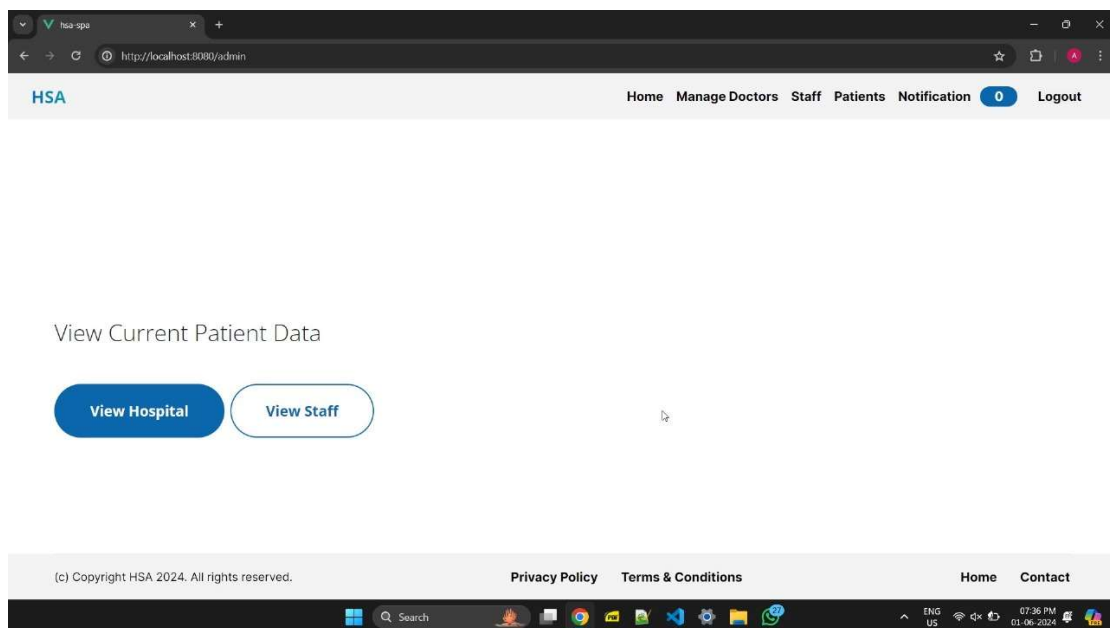 hsa-spa
http://localhost:8080/admin
A
HSA
Home Manage Doctors Staff Patients Notification 0 Logout
View Current Patient Data
View Hospital View Staff
(c) Copyright HSA 2024. All rights reserved. Privacy Policy Terms & Conditions Home Contact
Search
27
ENG
US
07:36 PM
01-06-2024